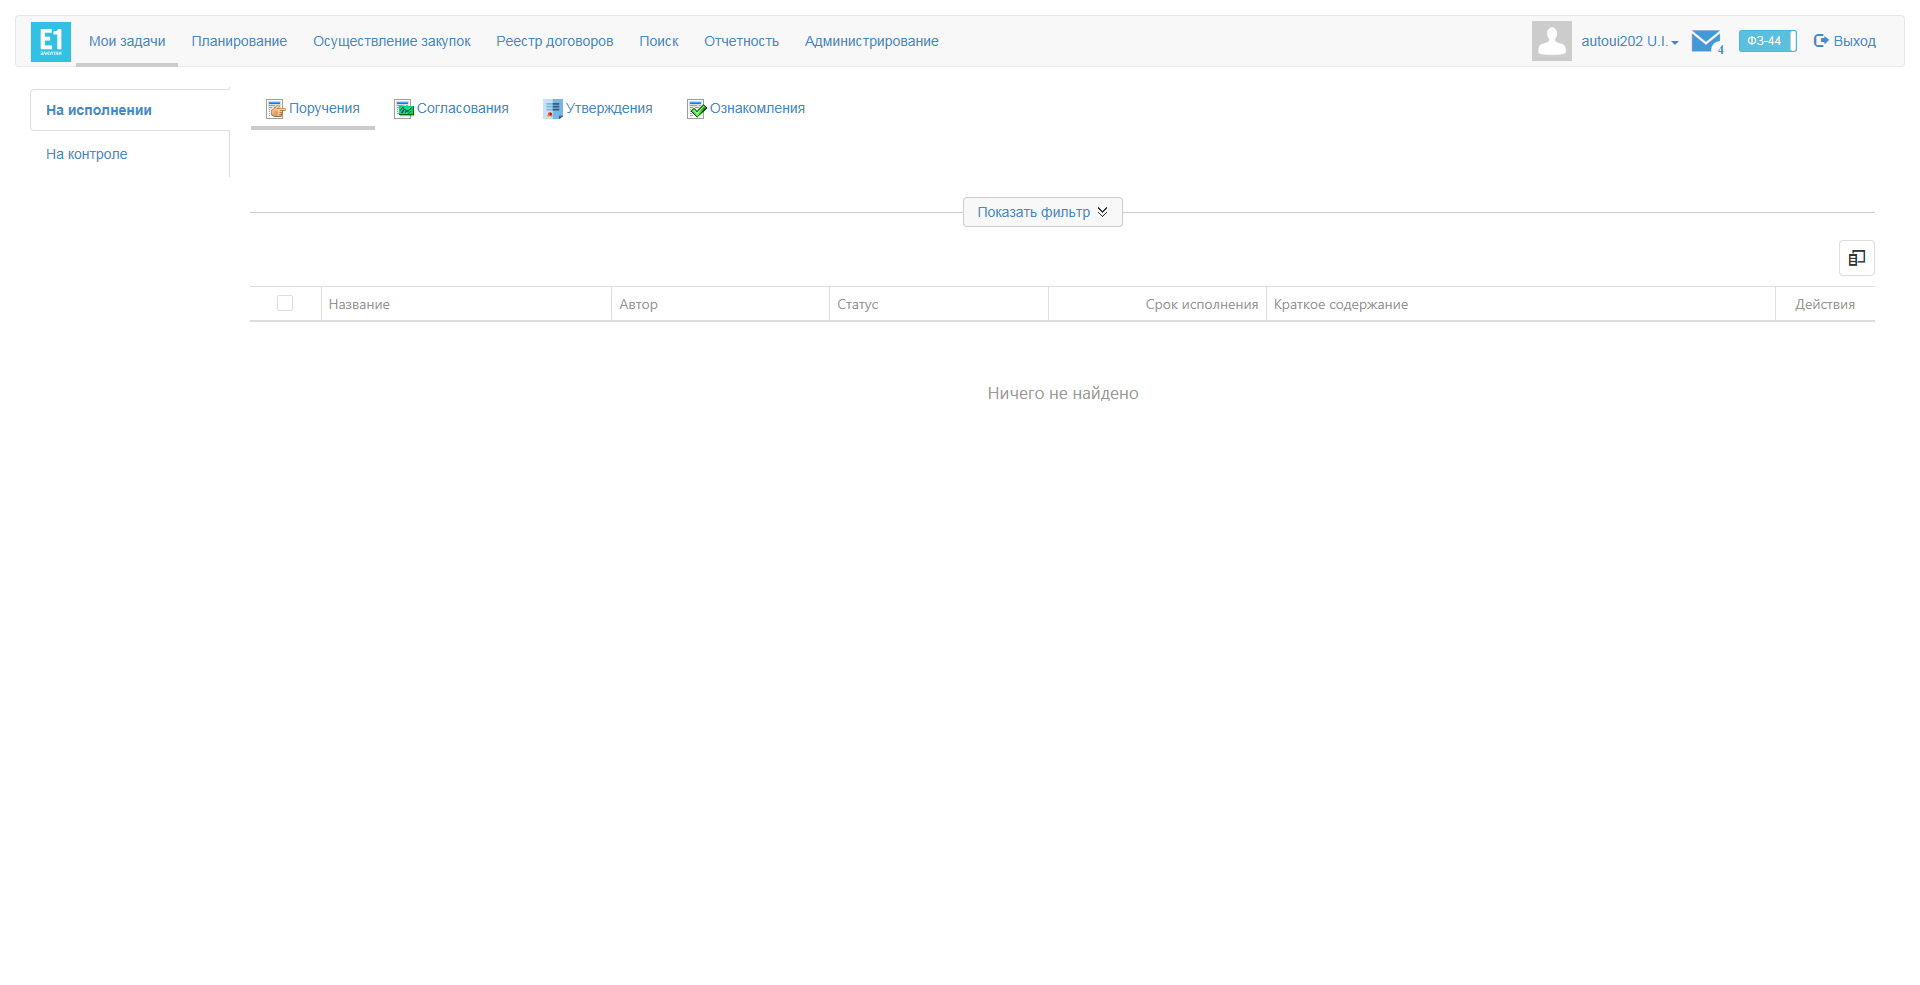 E1 Мои задачи Планирование Осуществление закупок Реестр договоров Поиск Отчетность Администрирование autoui202 U.I. 4 ФЗ-44 Выход
На исполнении
На контроле
Поручения Согласования Утверждения Ознакомления
Показать фильтр
Название Автор Статус Срок исполнения Краткое содержание Действия
Ничего не найдено